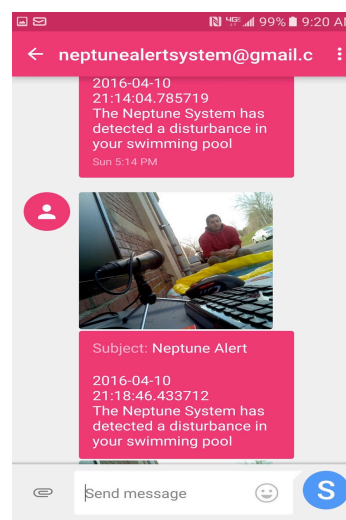 99% 9:20 AM
neptunealertsystem@gmail.c
2016-04-10
21:14:04.785719
The Neptune System has
detected a disturbance in
your swimming pool
Sun 5:14 PM
Subject: Neptune Alert
2016-04-10
21:18:46.433712
The Neptune System has
detected a disturbance in
your swimming pool
Send message
S